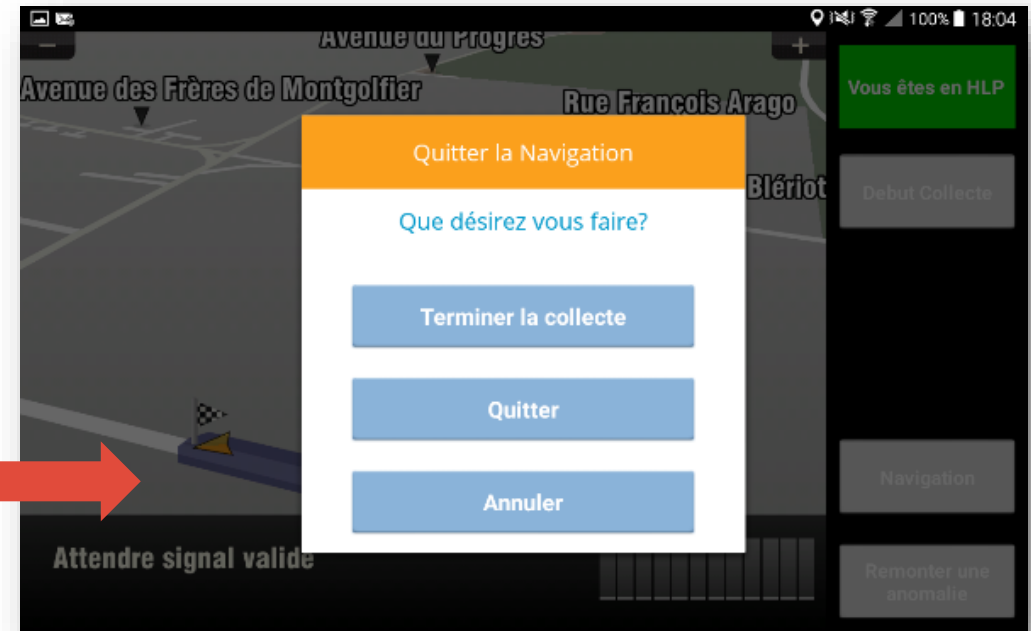 100% 18:04
−
Avenue du Progrès
+
Avenue des Frères de Montgolfier
Rue François Arago
Vous êtes en HLP
Quitter la Navigation
Blériot
Debut Collecte
Que désirez vous faire?
Terminer la collecte
Quitter
Annuler
Navigation
Attendre signal valide
Remonter une
anomalie